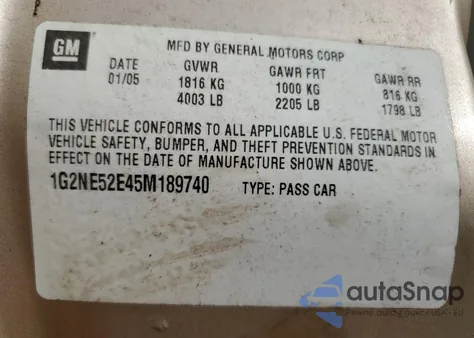 GM
MFD BY GENERAL MOTORS CORP
DATE GVWR GAWR FRT GAWR RR
01/05 1816 KG 1000 KG 816 KG
4003 LB 2205 LB 1798 LB
THIS VEHICLE CONFORMS TO ALL APPLICABLE U.S. FEDERAL MOTOR
VEHICLE SAFETY, BUMPER, AND THEFT PREVENTION STANDARDS IN
EFFECT ON THE DATE OF MANUFACTURE SHOWN ABOVE.
1G2NE52E45M189740 TYPE: PASS CAR
autoSnap